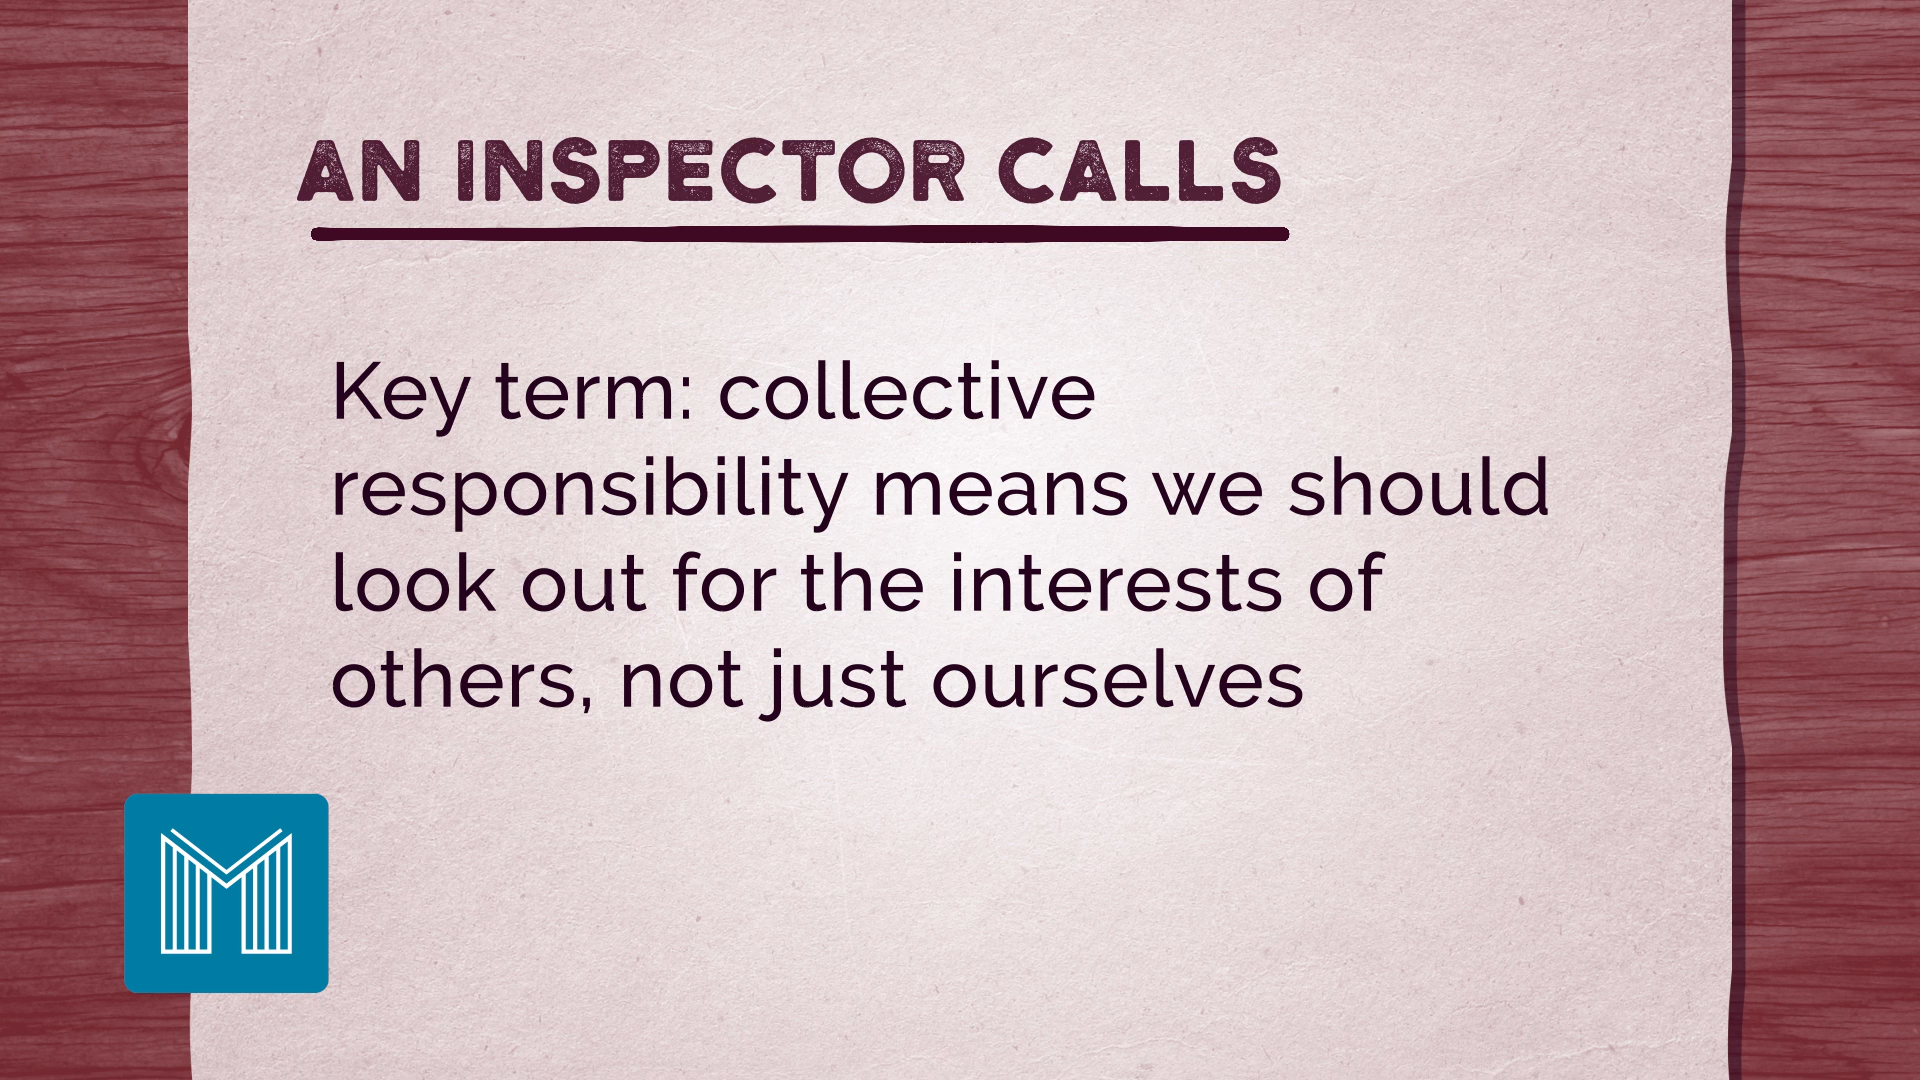 AN INSPECTOR CALLS
Key term: collective
responsibility means we should
look out for the interests of
others, not just ourselves
M